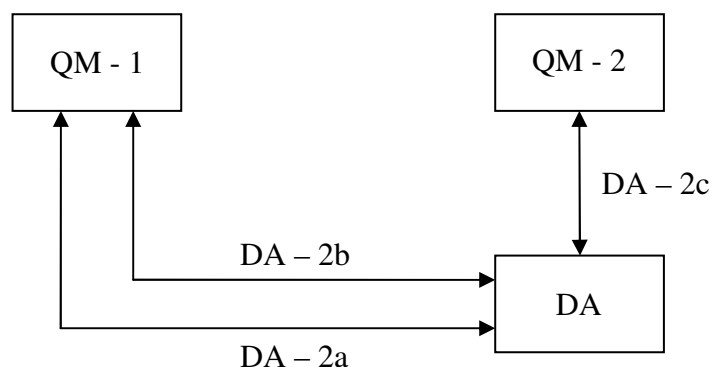 QM - 1
QM - 2
DA – 2c
DA – 2b
DA
DA – 2a